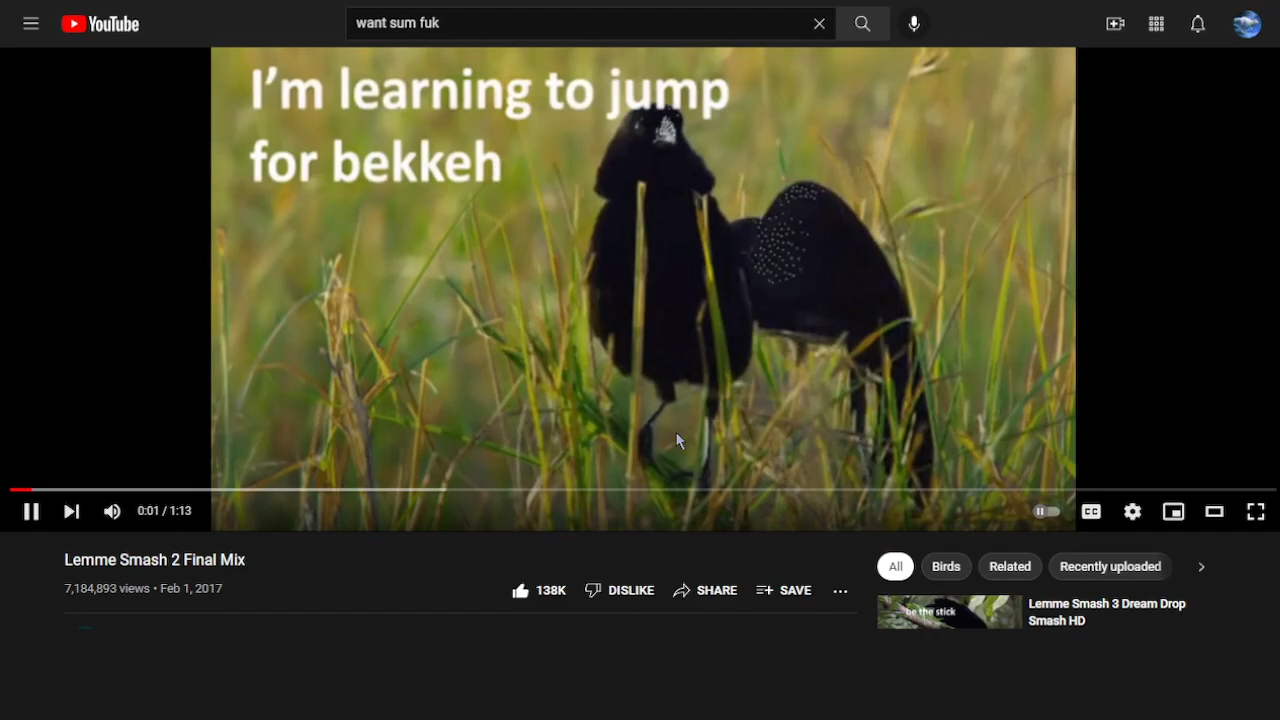 YouTube
want sum fuk
I'm learning to jump
for bekkeh
0:01 / 1:13
CC
Lemme Smash 2 Final Mix
7,184,893 views • Feb 1, 2017
138K
DISLIKE
SHARE
SAVE
All
Birds
Related
Recently uploaded
be the stick
Lemme Smash 3 Dream Drop
Smash HD